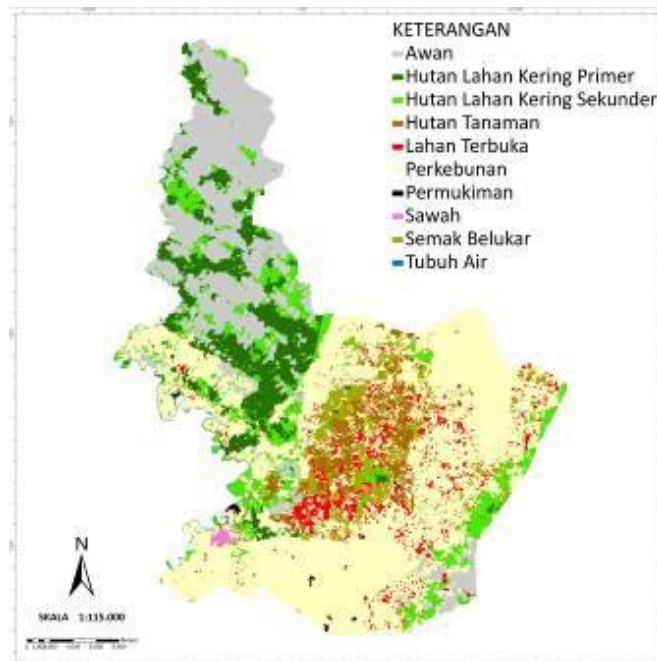 KETERANGAN
Awan
Hutan Lahan Kering Primer
Hutan Lahan Kering Sekunder
Hutan Tanaman
Lahan Terbuka
Perkebunan
Permukiman
Sawah
Semak Belukar
Tubuh Air
N
SKALA 1:115.000